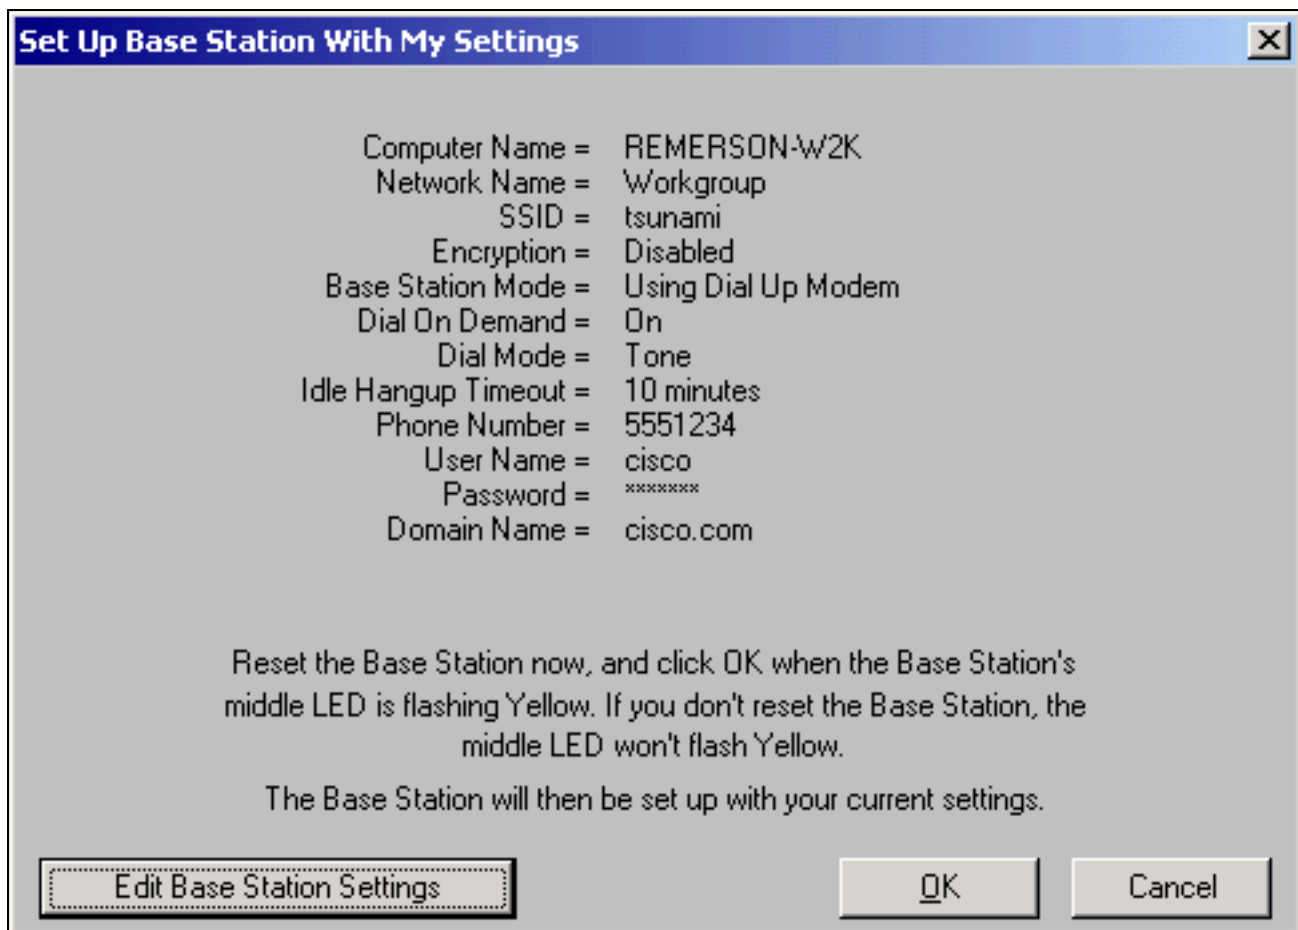 Set Up Base Station With My Settings
Computer Name = REMERSON-W2K
Network Name = Workgroup
SSID = tsunami
Encryption = Disabled
Base Station Mode = Using Dial Up Modem
Dial On Demand = On
Dial Mode = Tone
Idle Hangup Timeout = 10 minutes
Phone Number = 5551234
User Name = cisco
Password = *******
Domain Name = cisco.com
Reset the Base Station now, and click OK when the Base Station's
middle LED is flashing Yellow. If you don't reset the Base Station, the
middle LED won't flash Yellow.
The Base Station will then be set up with your current settings.
Edit Base Station Settings OK Cancel